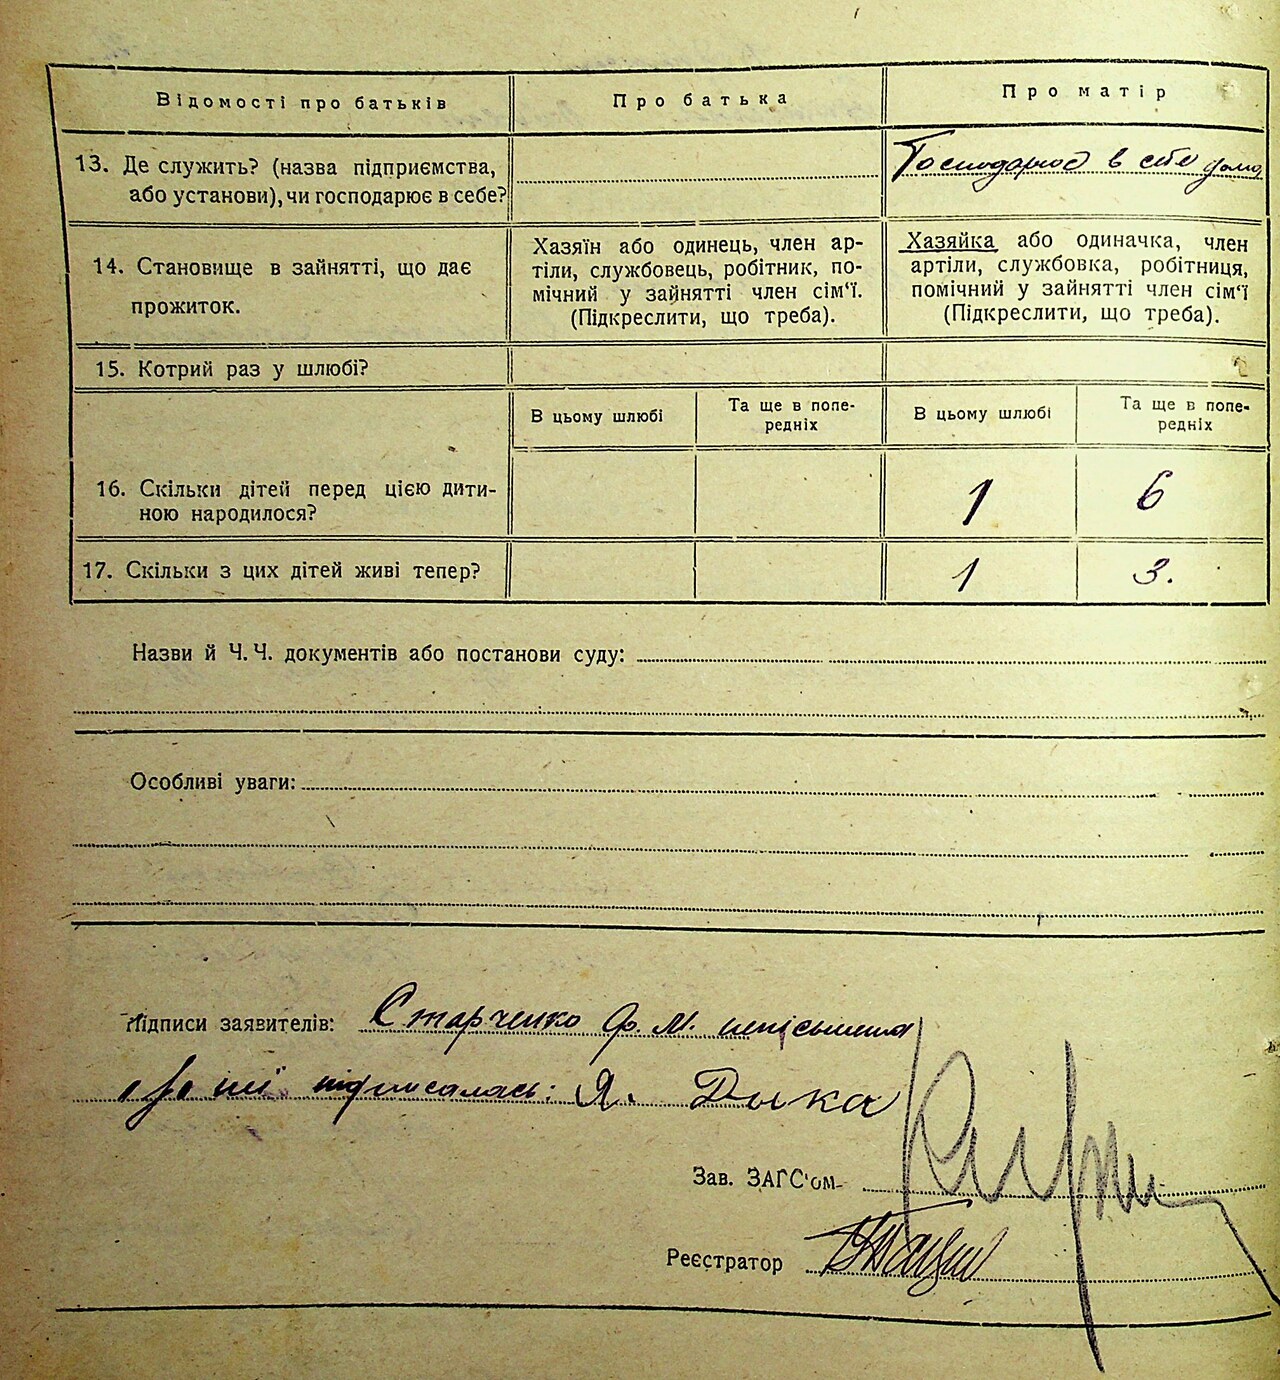 Відомості про батьків
Про батька
Про матір
13. Де служить? (назва підприємства,
або установи), чи господарює в себе?
Господарює в себе дома
14. Становище в зайнятті, що дає
прожиток.
Хазяїн або одинець, член ар-
тіли, службовець, робітник, по-
мічний у зайнятті член сім‘ї.
(Підкреслити, що треба).
Хазяйка або одиначка, член
артіли, службовка, робітниця,
помічний у зайнятті член сім‘ї
(Підкреслити, що треба).
15. Котрий раз у шлюбі?
2
В цьому шлюбі
Та ще в попе-
редніх
В цьому шлюбі
Та ще в попе-
редніх
16. Скільки дітей перед цією дити-
ною народилося?
1
6
17. Скільки з цих дітей живі тепер?
1
3.
Назви й Ч. Ч. документів або постанови суду:
Особливі уваги:
Підписи заявителів: Старченко Ф. М. неписьменна
за неї підписалась: Я. Дика
Зав. ЗАГС'ом
Реєстратор